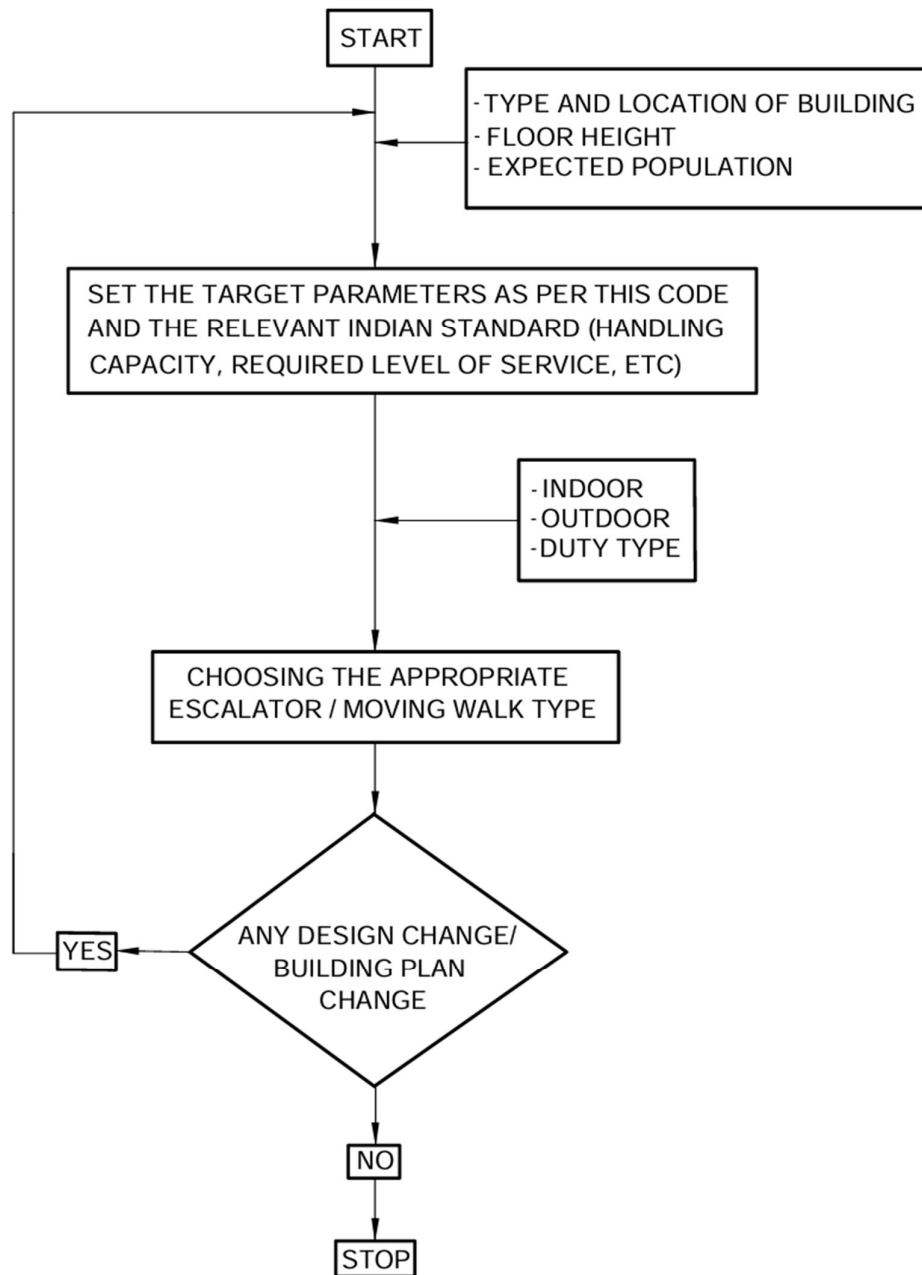 START
- TYPE AND LOCATION OF BUILDING
- FLOOR HEIGHT
- EXPECTED POPULATION
SET THE TARGET PARAMETERS AS PER THIS CODE
AND THE RELEVANT INDIAN STANDARD (HANDLING
CAPACITY, REQUIRED LEVEL OF SERVICE, ETC)
- INDOOR
- OUTDOOR
- DUTY TYPE
CHOOSING THE APPROPRIATE
ESCALATOR / MOVING WALK TYPE
ANY DESIGN CHANGE/
BUILDING PLAN
CHANGE
YES
NO
STOP